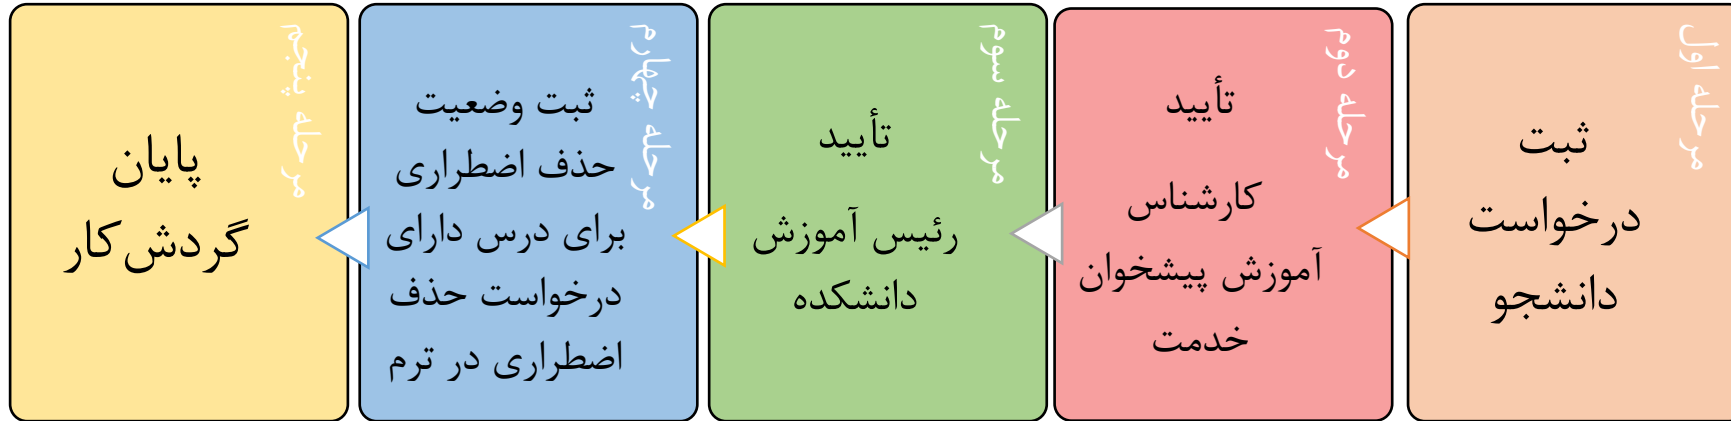 مرحله اول
ثبت
درخواست
دانشجو
مرحله دوم
تأیید
کارشناس
آموزش پیشخوان
خدمت
مرحله سوم
تأیید
رئیس آموزش
دانشکده
مرحله چهارم
ثبت وضعیت
حذف اضطراری
برای درس دارای
درخواست حذف
اضطراری در ترم
مرحله پنجم
پایان
گردش‌کار